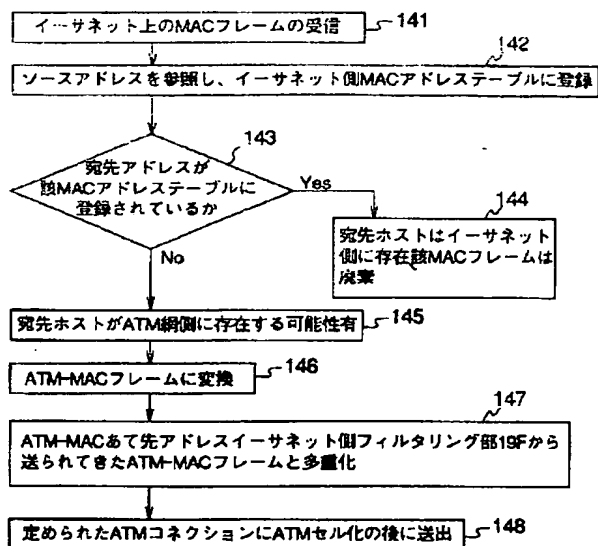 イーサネット上のMACフレームの受信
141
142
ソースアドレスを参照し、イーサネット側MACアドレステーブルに登録
143
宛先アドレスが
該MACアドレステーブルに
登録されているか
Yes
144
宛先ホストはイーサネット
側に存在該MACフレームは
廃棄
No
宛先ホストがATM網側に存在する可能性有
145
ATM-MACフレームに変換
146
147
ATM-MACあて先アドレスイーサネット側フィルタリング部19Fから
送られてきたATM-MACフレームと多重化
定められたATMコネクションにATMセル化の後に送出
148